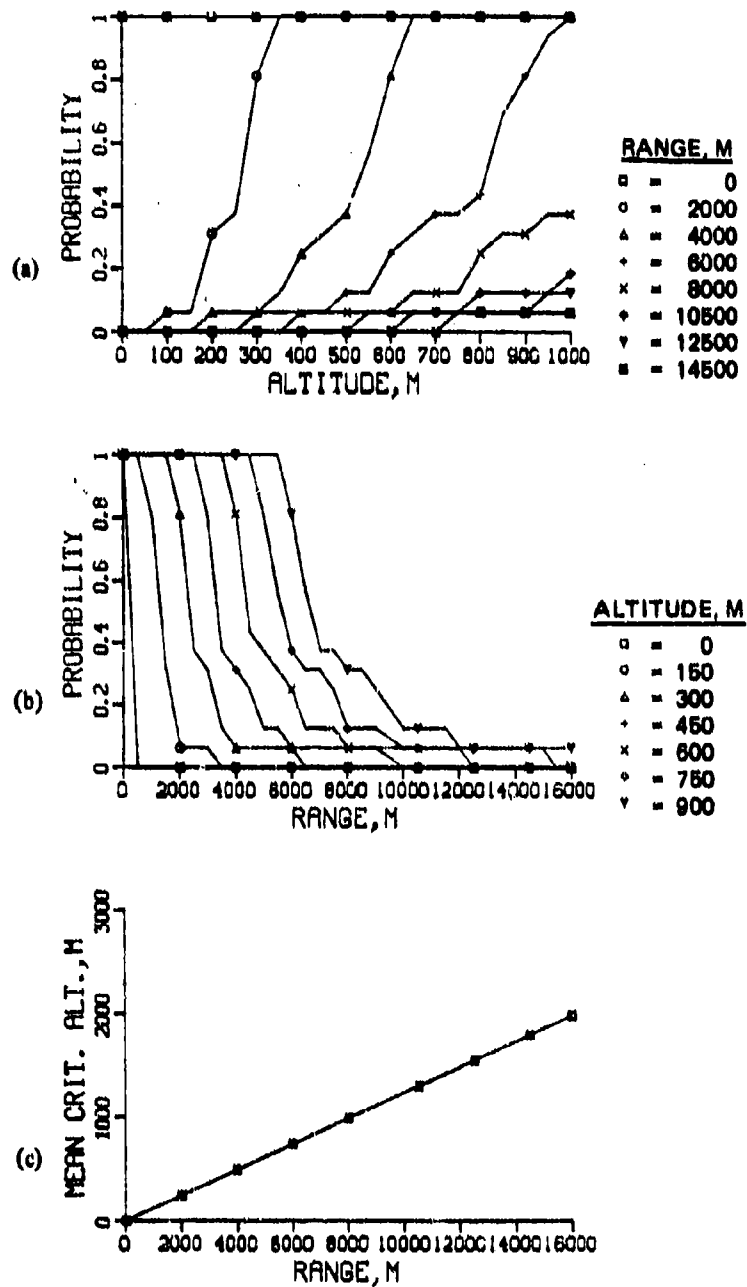 (a)
PROBABILITY
0 0.2 0.4 0.6 0.8 1
0 100 200 300 400 500 600 700 800 900 1000
ALTITUDE, M
RANGE, M
= 0
= 2000
= 4000
= 6000
= 8000
= 10500
= 12500
= 14500
(b)
PROBABILITY
0 0.2 0.4 0.6 0.8 1
0 2000 4000 6000 8000 10000 12000 14000 16000
RANGE, M
ALTITUDE, M
= 0
= 150
= 300
= 450
= 600
= 750
= 900
(c)
MEAN CRIT. ALT., M
0 1000 2000 3000
0 2000 4000 6000 8000 10000 12000 14000 16000
RANGE, M